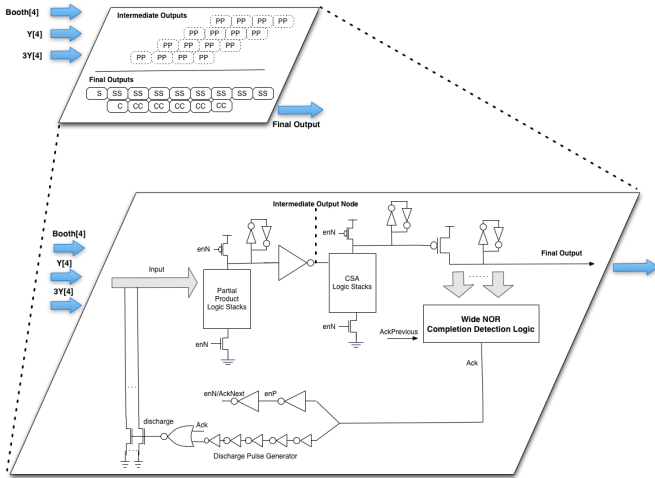 Booth[4]
Y[4]
3Y[4]
Intermediate Outputs
PP PP PP PP
PP PP PP PP
PP PP PP PP
PP PP PP PP
Final Outputs
S SS SS SS SS SS SS SS
C CC CC CC CC CC
Final Output
Intermediate Output Node
Booth[4]
Y[4]
3Y[4]
Input
enN
Partial
Product
Logic Stacks
enN
enN
CSA
Logic Stacks
enN
Final Output
......
Wide NOR
Completion Detection Logic
AckPrevious
Ack
enN/AckNext
enP
discharge
Ack
Discharge Pulse Generator